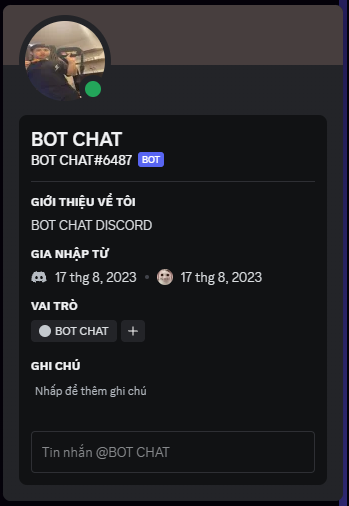 BOT CHAT
BOT CHAT#6487 BOT
GIỚI THIỆU VỀ TÔI
BOT CHAT DISCORD
GIA NHẬP TỪ
17 thg 8, 2023 • 17 thg 8, 2023
VAI TRÒ
BOT CHAT +
GHI CHÚ
Nhấp để thêm ghi chú
Tin nhắn @BOT CHAT